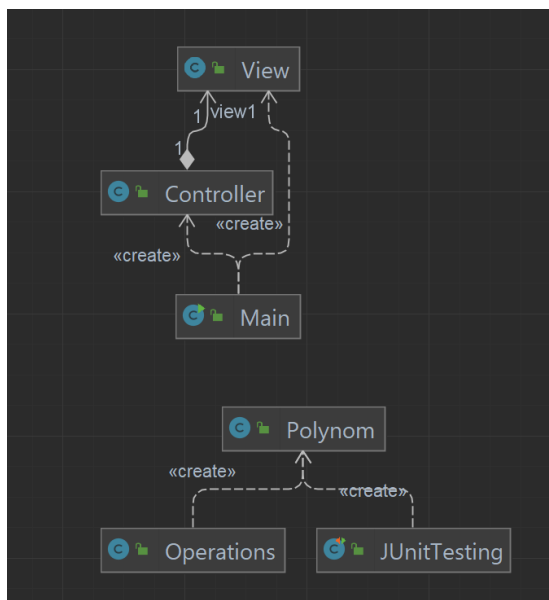 C View
1 view1
1
C Controller
«create»
«create»
C Main
C Polynom
«create»
«create»
C Operations
C JUnitTesting